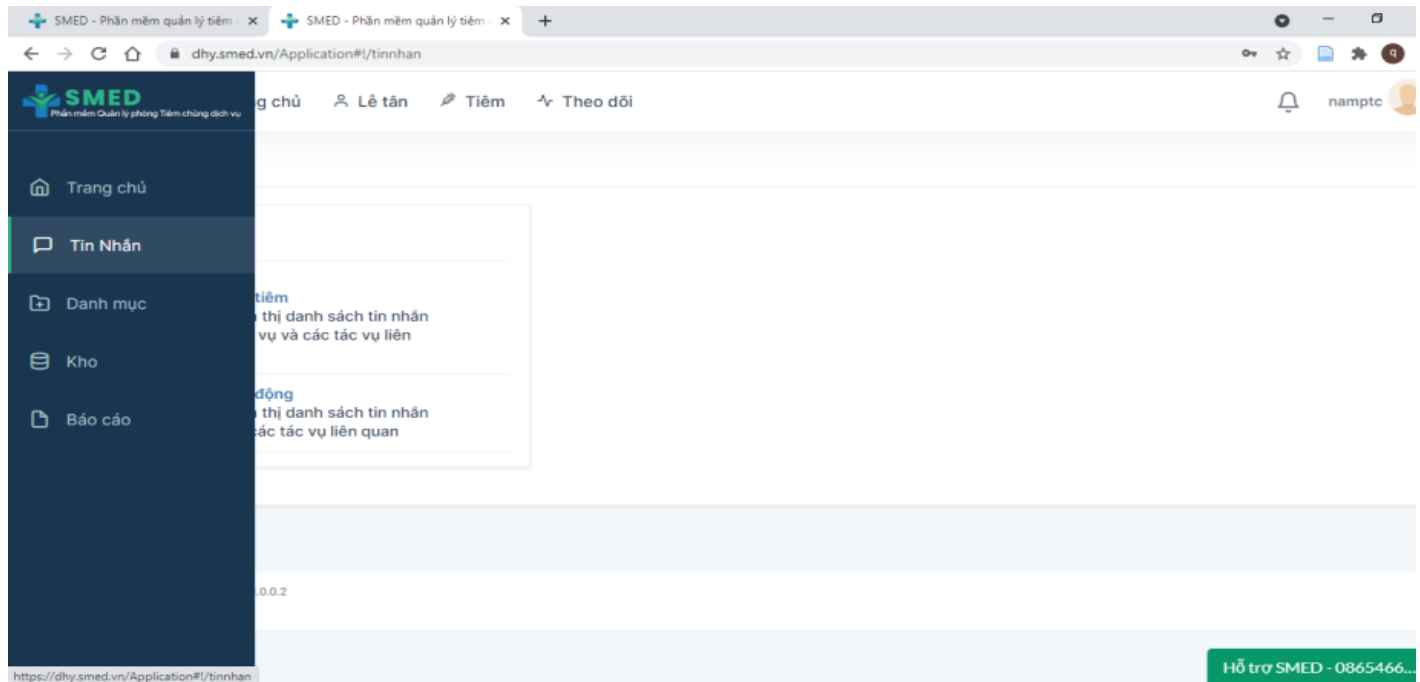 SMED - Phần mềm quản lý tiêm
SMED - Phần mềm quản lý tiêm
dhy.smed.vn/Application#!/tinnhan
q
SMED
Phần mềm Quản lý phòng Tiêm chủng dịch vụ
g chủ
Lễ tân
Tiêm
Theo dõi
namptc
Trang chủ
Tin Nhắn
Danh mục
Kho
Báo cáo
tiêm
thị danh sách tin nhắn
vụ và các tác vụ liên
động
thị danh sách tin nhắn
các tác vụ liên quan
.0.0.2
https://dhy.smed.vn/Application#!/tinnhan
Hỗ trợ SMED - 0865466...